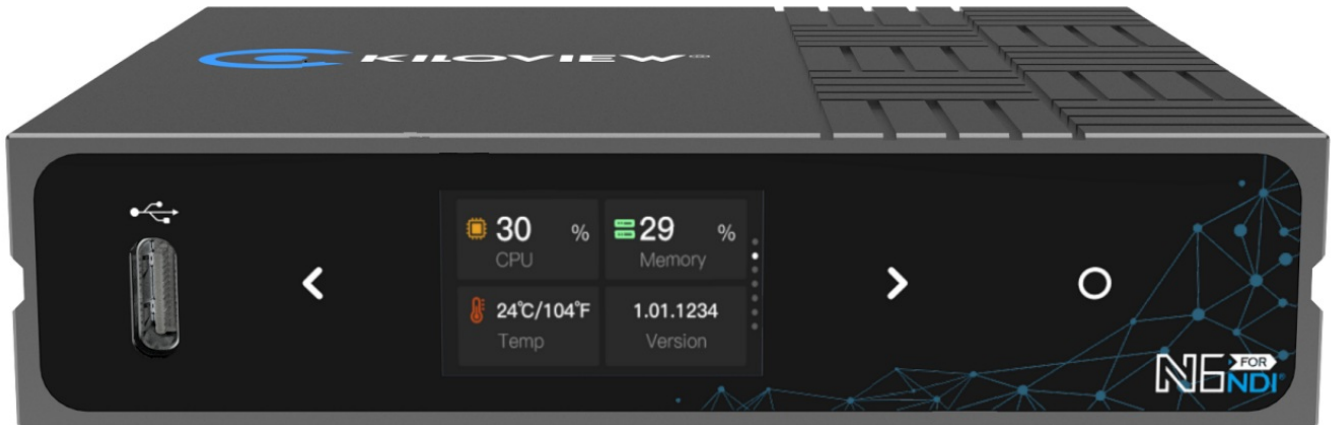 KILOVIEW®
30 %
CPU
29 %
Memory
24℃/104℉
Temp
1.01.1234
Version
N6 FOR NDI®